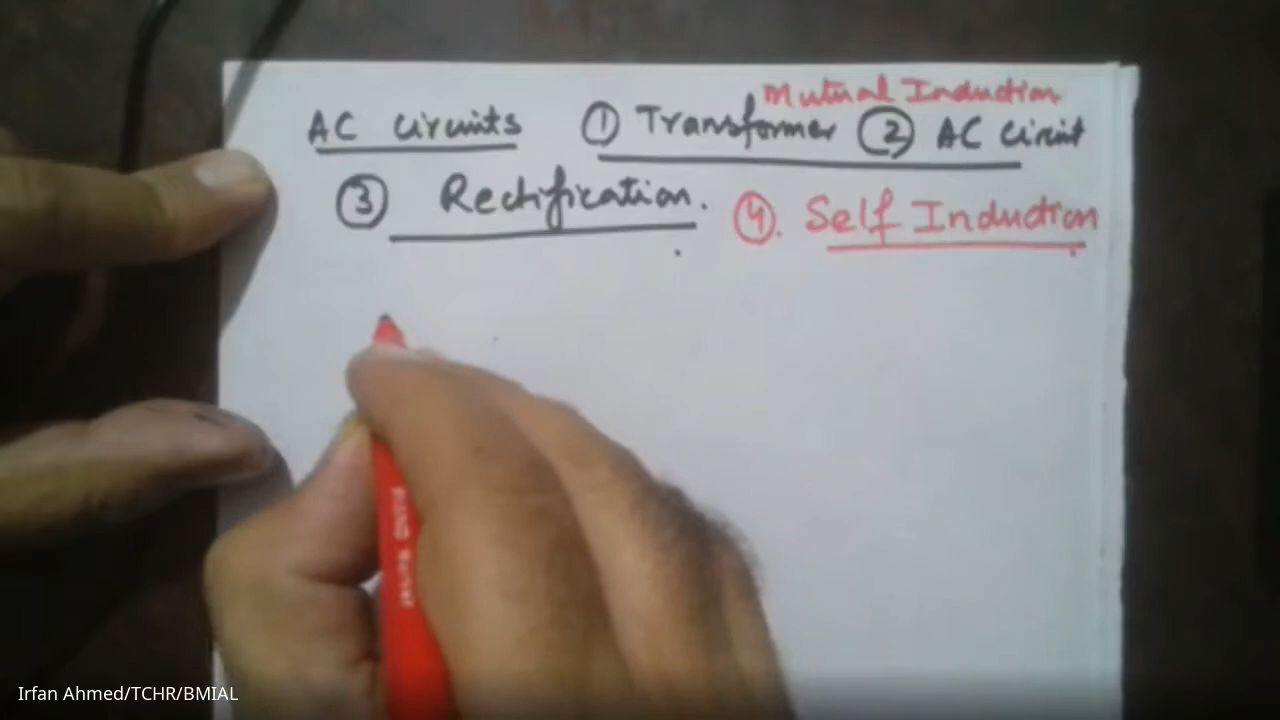 Mutual Induction
AC Circuits ① Transformer ② AC Circuit
③ Rectification. ④. Self Induction
Irfan Ahmed/TCHR/BMIAL